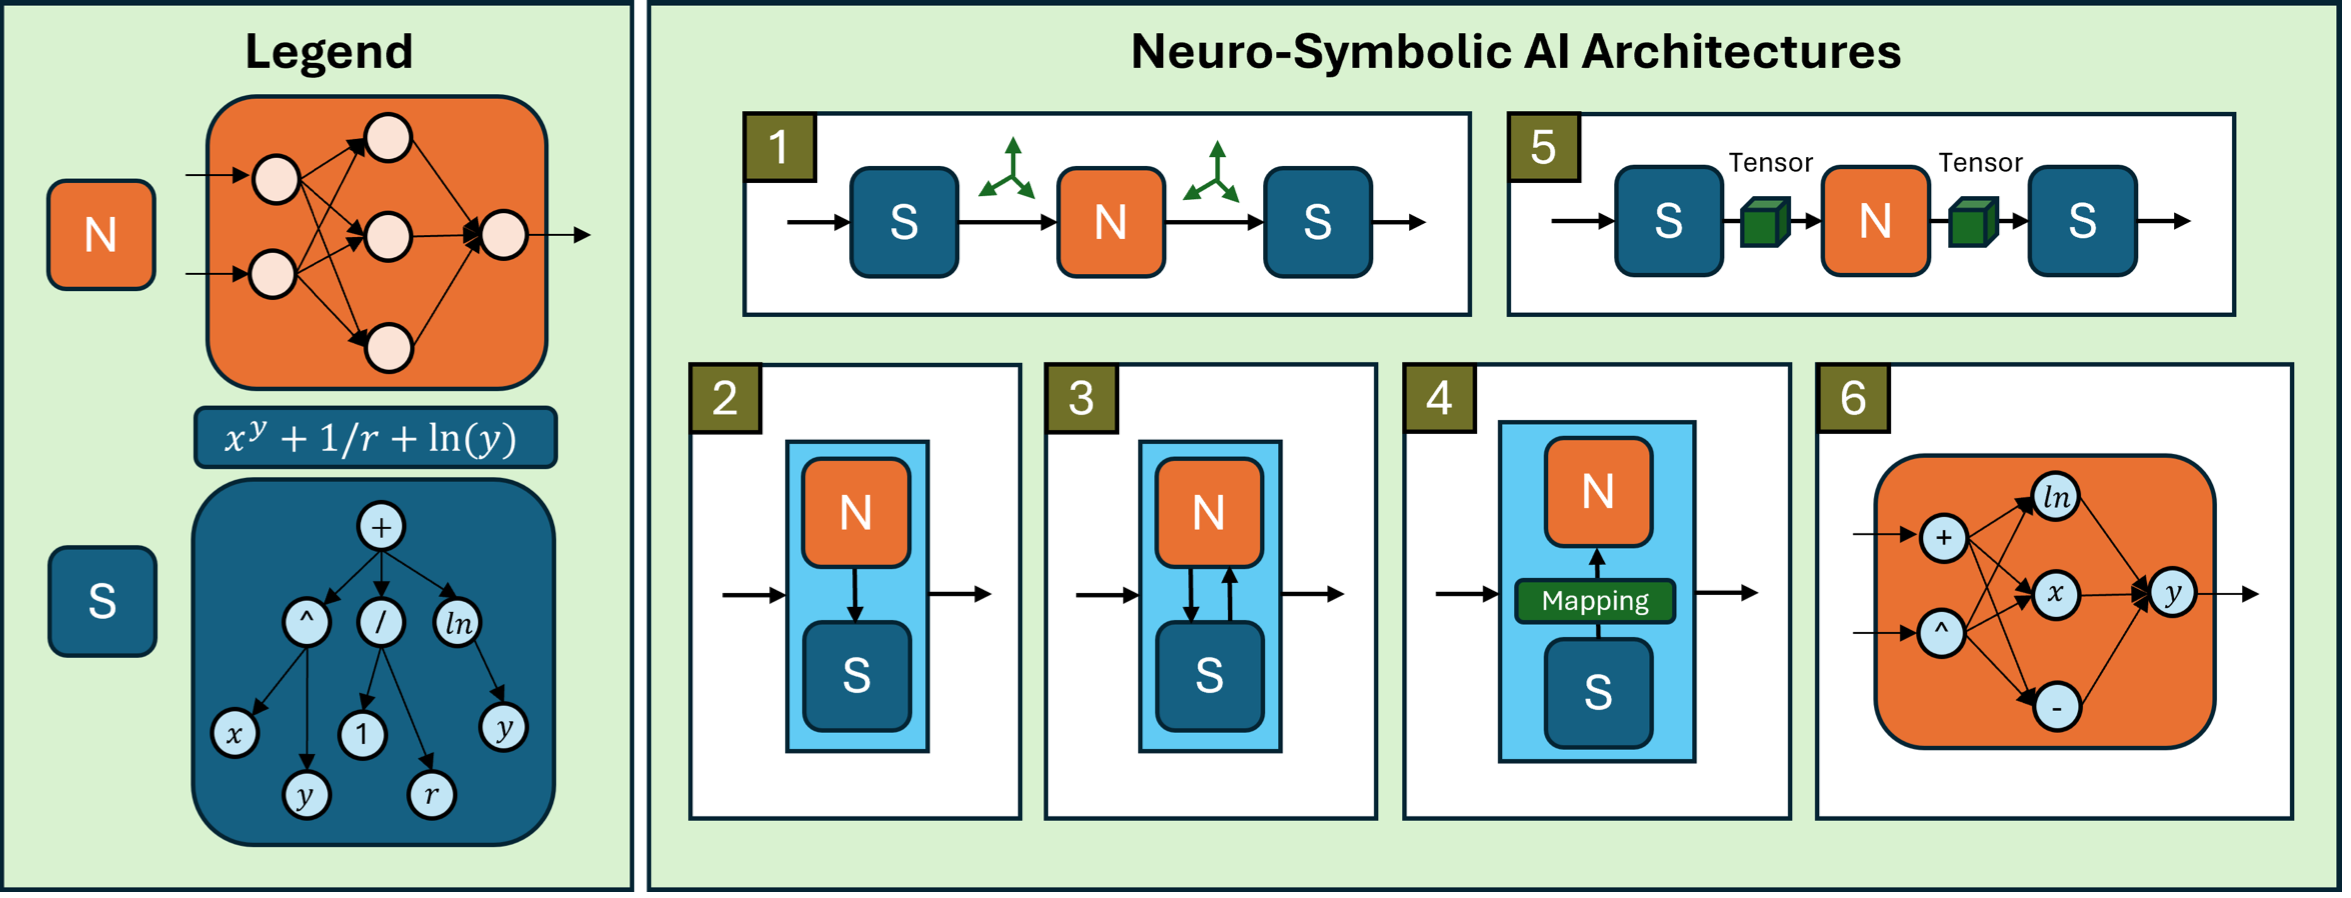 Legend
N
x^y + 1/r + ln(y)
S
+
^ / ln
x 1 y
y r
Neuro-Symbolic AI Architectures
1
S N S
5
Tensor Tensor
S N S
2
N
S
3
N
S
4
N
Mapping
S
6
ln
+
x y
^
-